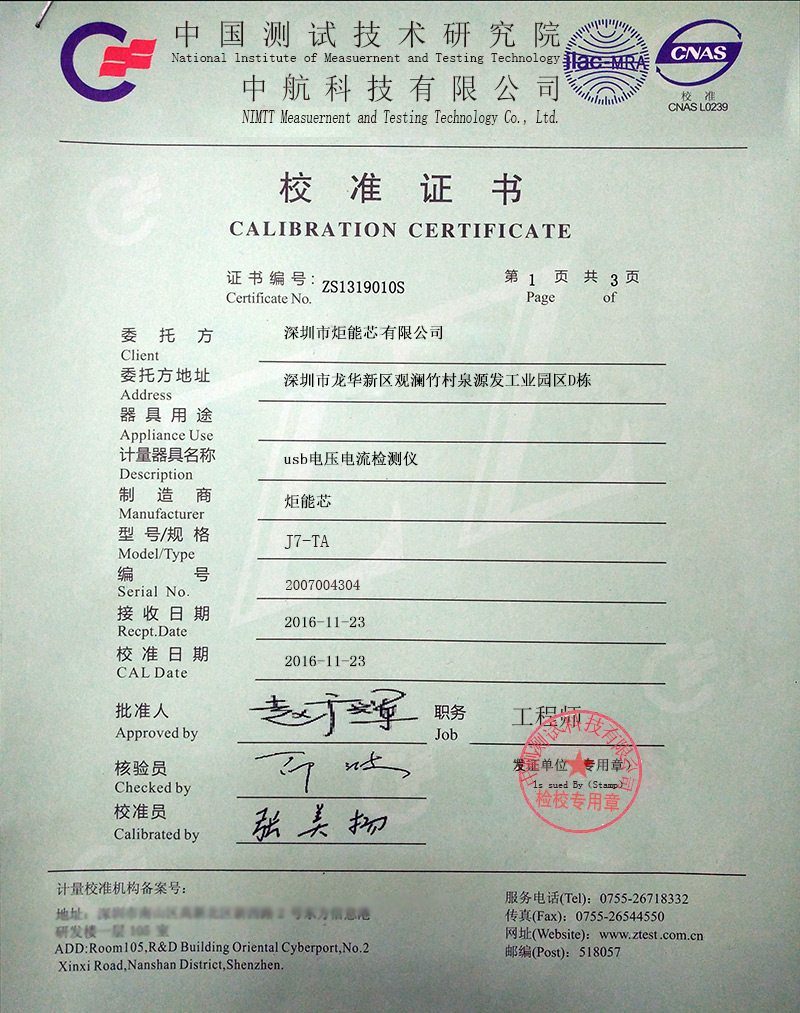 中国测试技术研究院
National lnstitute of Measuernent and Testing Technology
中航科技有限公司
NIMTT Measuernent and Testing Technology Co., Ltd.
ilac-MRA
CNAS
校 准
CNAS L0239
校准证书
CALIBRATION CERTIFICATE
证书编号: ZS1319010S
Certificate No.
第 1 页 共 3 页
Page of
委托方 深圳市炬能芯有限公司
Client
委托方地址 深圳市龙华新区观澜竹村泉源发工业园区D栋
Address
器具用途
Appliance Use
计量器具名称 usb电压电流检测仪
Description
制造商 炬能芯
Manufacturer
型号/规格 J7-TA
Model/Type
编号 2007004304
Serial No.
接收日期 2016-11-23
Recpt.Date
校准日期 2016-11-23
CAL Date
批准人
Approved by
职务 工程师
Job
核验员
Checked by
发证单位 专用章
ls sued By (Stamp)
检校专用章
校准员 张美扬
Calibrated by
计量校准机构备案号:
ADD:Room105,R&D Building Oriental Cyberport,No.2
Xinxi Road,Nanshan District,Shenzhen.
服务电话(Tel): 0755-26718332
传真(Fax): 0755-26544550
网址(Website): www.ztest.com.cn
邮编(Post): 518057